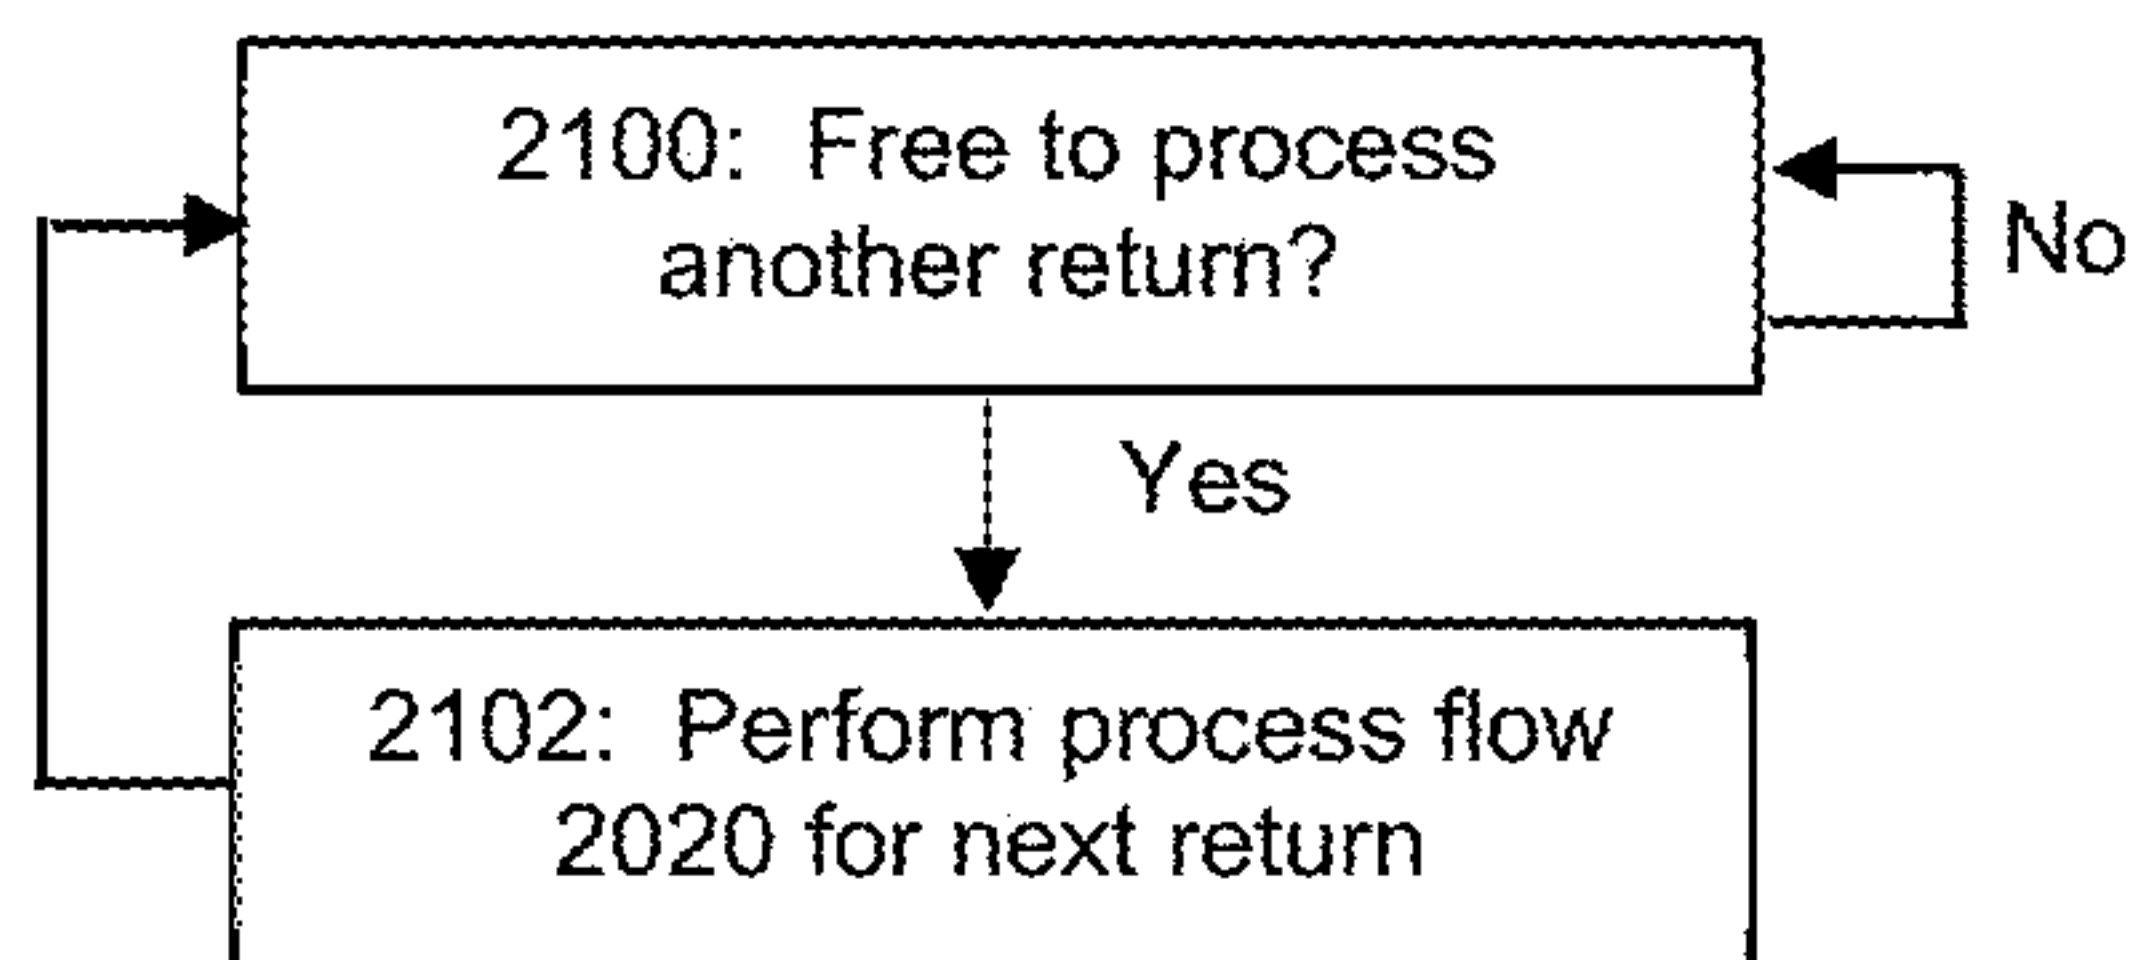 2100:  Free to process
another return?
No
Yes
2102:  Perform process flow
2020 for next return